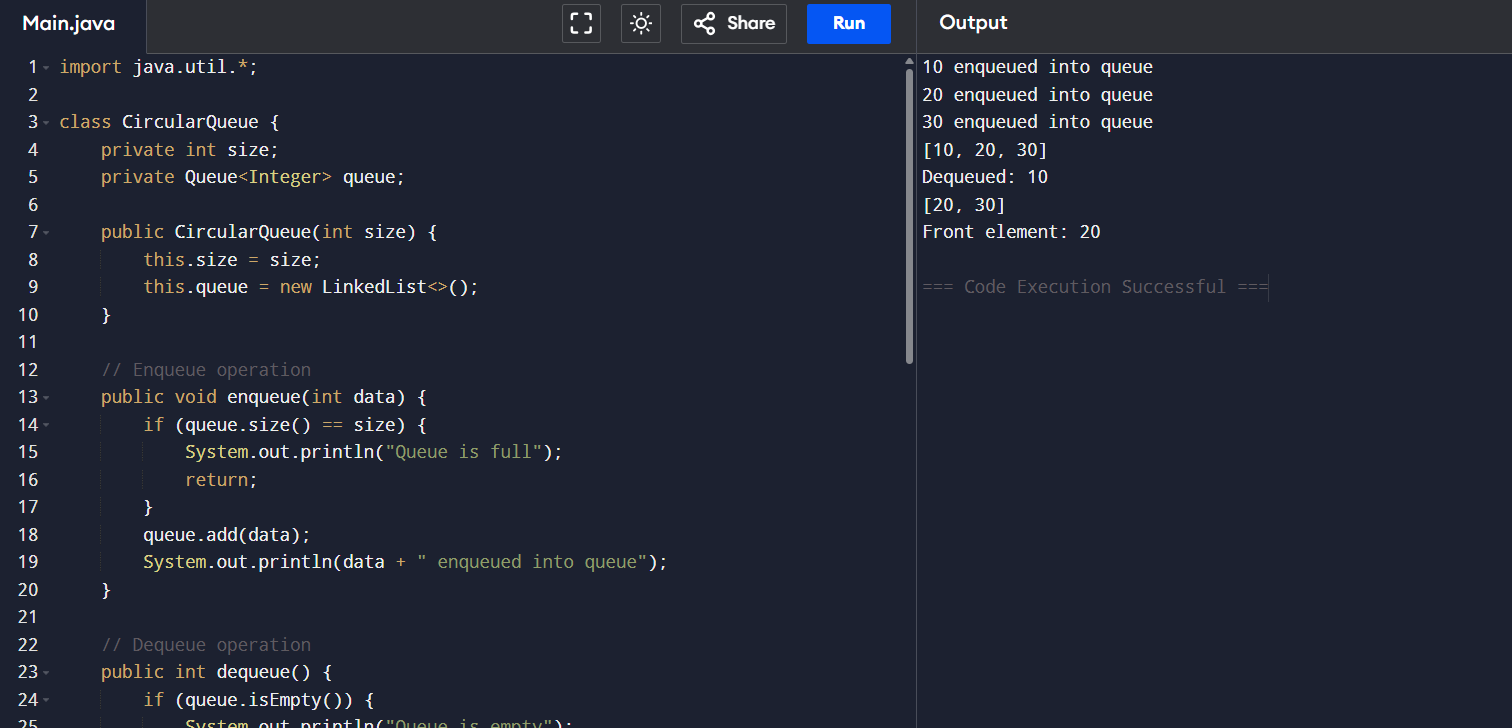 Main.java
Share
Run
Output
1 import java.util.*;
2
3 class CircularQueue {
4     private int size;
5     private Queue<Integer> queue;
6
7     public CircularQueue(int size) {
8         this.size = size;
9         this.queue = new LinkedList<>();
10     }
11
12     // Enqueue operation
13     public void enqueue(int data) {
14         if (queue.size() == size) {
15             System.out.println("Queue is full");
16             return;
17         }
18         queue.add(data);
19         System.out.println(data + " enqueued into queue");
20     }
21
22     // Dequeue operation
23     public int dequeue() {
24         if (queue.isEmpty()) {
25             System.out.println("Queue is empty");
10 enqueued into queue
20 enqueued into queue
30 enqueued into queue
[10, 20, 30]
Dequeued: 10
[20, 30]
Front element: 20
=== Code Execution Successful ===